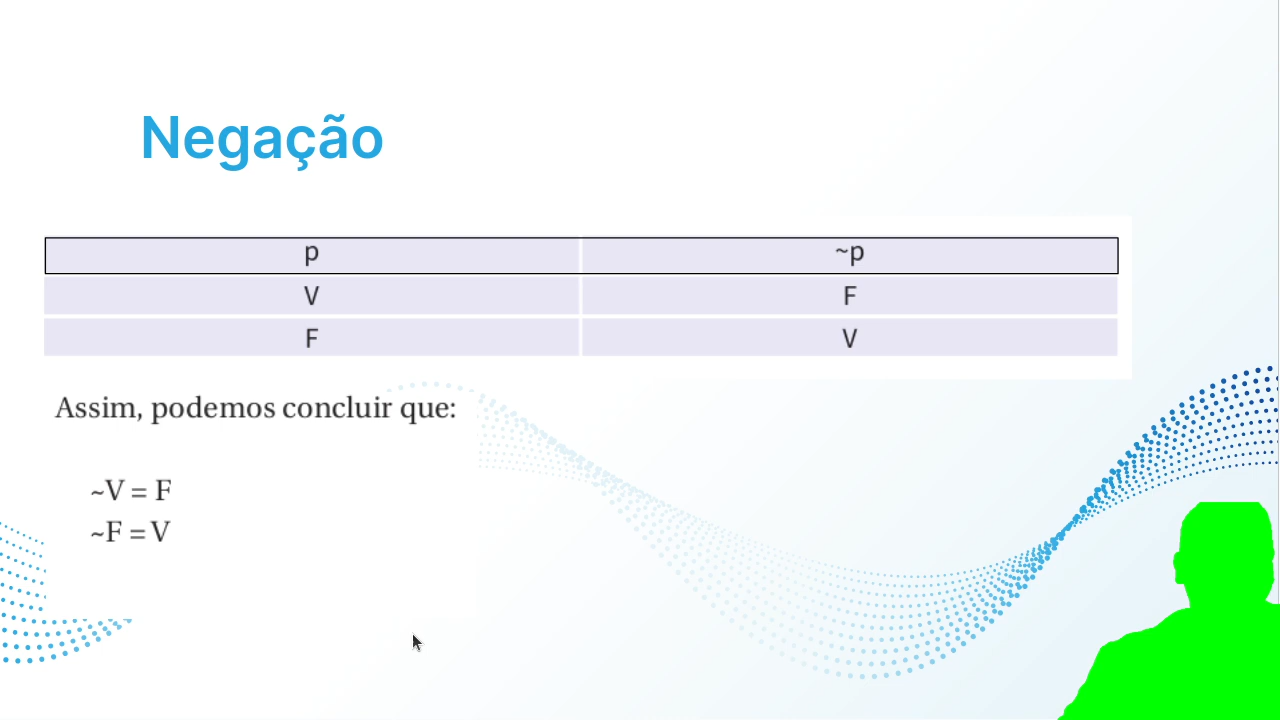 Negação
p ~p
V F
F V
Assim, podemos concluir que:
~V = F
~F = V